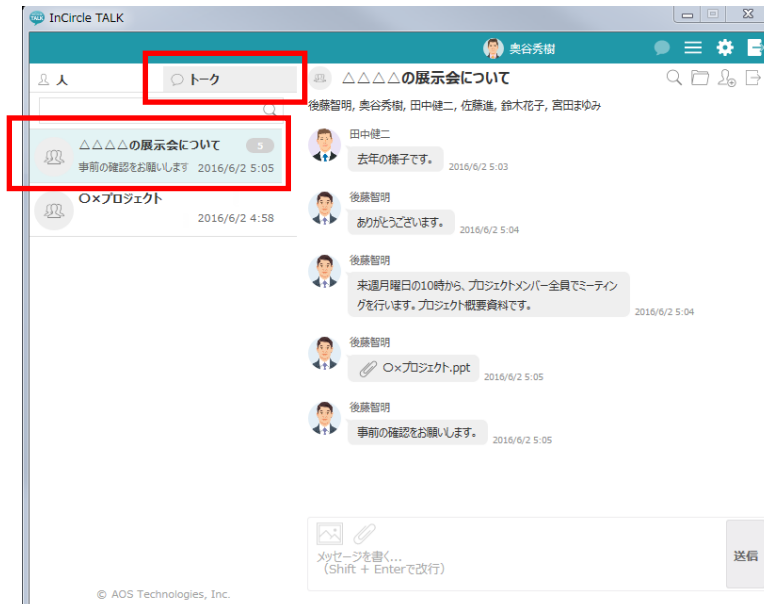 TALK
InCircle TALK
奥谷秀樹
人
トーク
△△△△の展示会について
後藤智明, 奥谷秀樹, 田中健二, 佐藤進, 鈴木花子, 宮田まゆみ
△△△△の展示会について 5
事前の確認をお願いします 2016/6/2 5:05
○×プロジェクト
2016/6/2 4:58
田中健二
去年の様子です。 2016/6/2 5:03
後藤智明
ありがとうございます。 2016/6/2 5:04
後藤智明
来週月曜日の10時から、プロジェクトメンバー全員でミーティン
グを行います。プロジェクト概要資料です。 2016/6/2 5:04
後藤智明
○×プロジェクト.ppt 2016/6/2 5:05
後藤智明
事前の確認をお願いします。 2016/6/2 5:05
メッセージを書く...
（Shift + Enterで改行）
送信
© AOS Technologies, Inc.